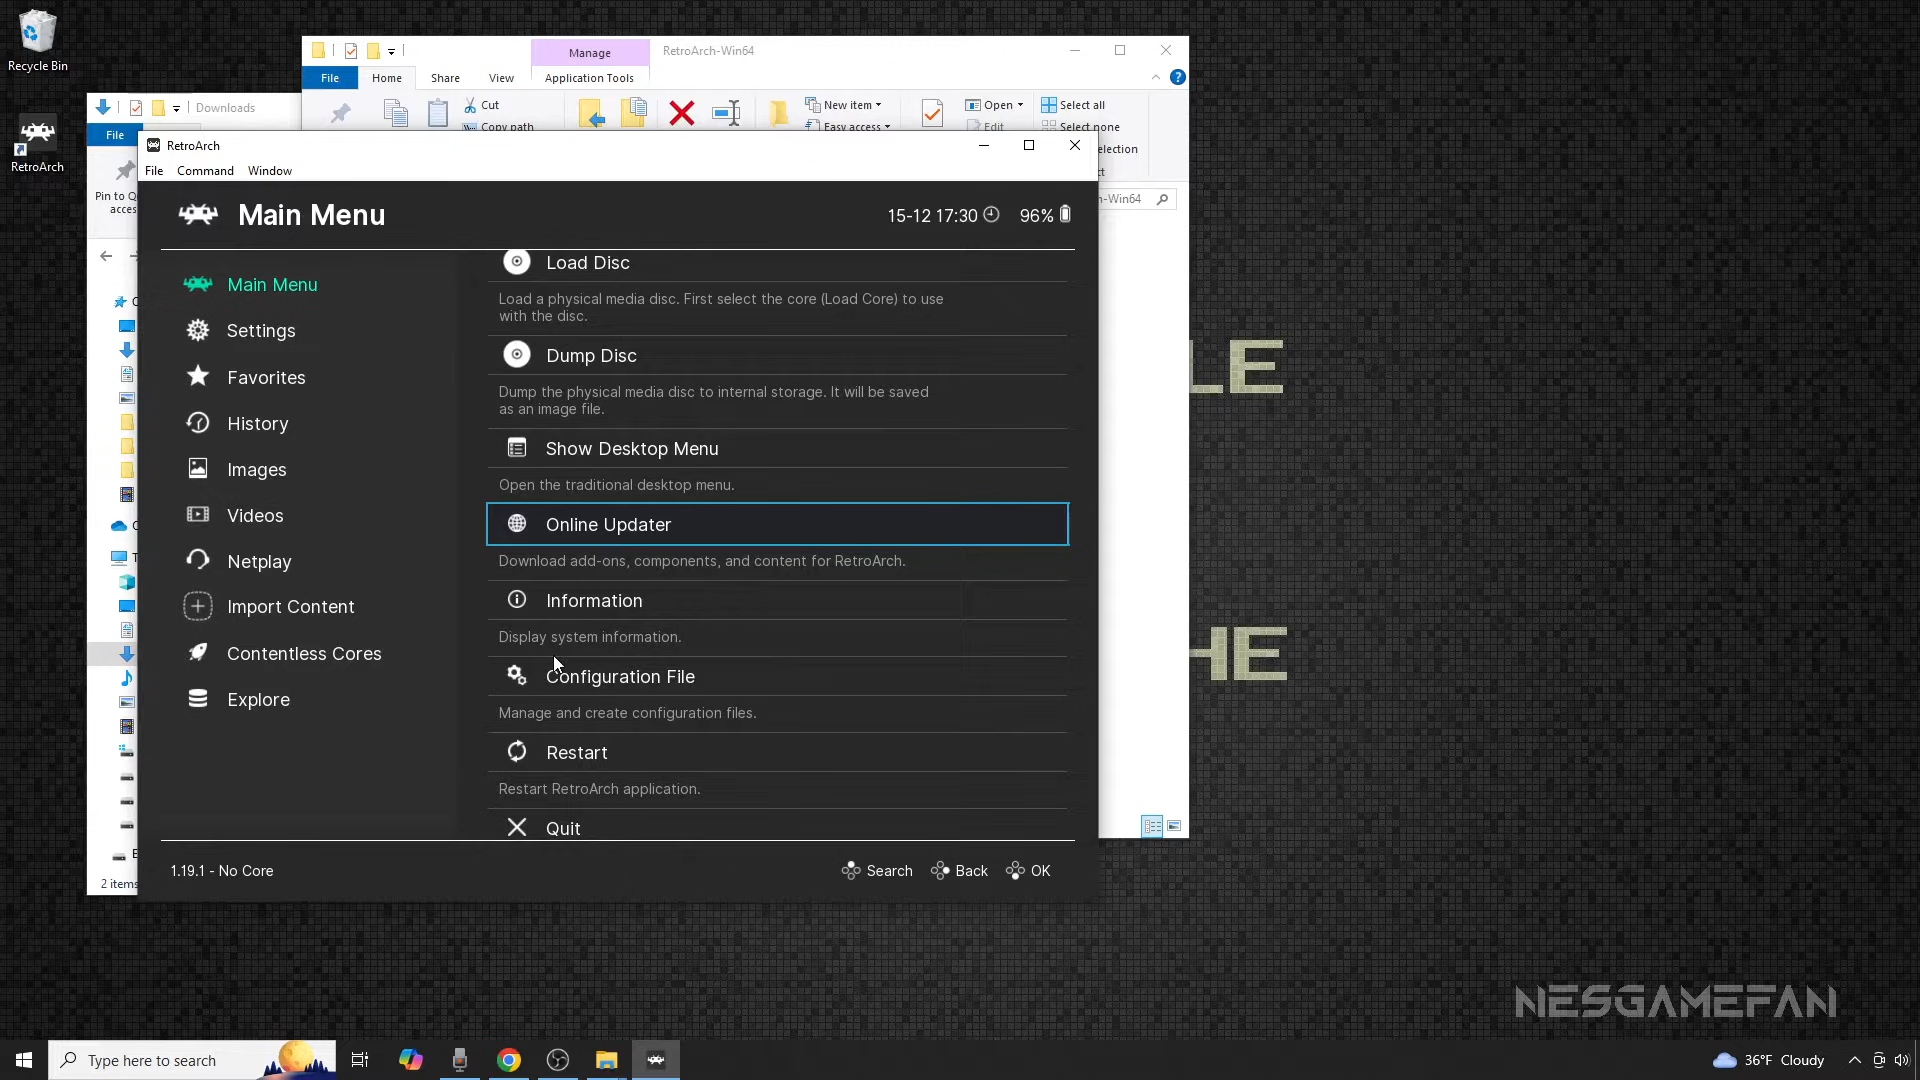 Recycle Bin
RetroArch
Manage
RetroArch-Win64
File
Home
Share
View
Application Tools
Cut
Copy path
New item
Easy access
Open
Edit
Select all
Select none
election
Downloads
File
Pin to Q
acces
n-Win64
RetroArch
File
Command
Window
Main Menu
15-12 17:30
96%
Main Menu
Settings
Favorites
History
Images
Videos
Netplay
Import Content
Contentless Cores
Explore
Load Disc
Load a physical media disc. First select the core (Load Core) to use
with the disc.
Dump Disc
Dump the physical media disc to internal storage. It will be saved
as an image file.
Show Desktop Menu
Open the traditional desktop menu.
Online Updater
Download add-ons, components, and content for RetroArch.
Information
Display system information.
Configuration File
Manage and create configuration files.
Restart
Restart RetroArch application.
Quit
1.19.1 - No Core
Search
Back
OK
2 items
LE
HE
NESGAMEFAN
Type here to search
36°F Cloudy